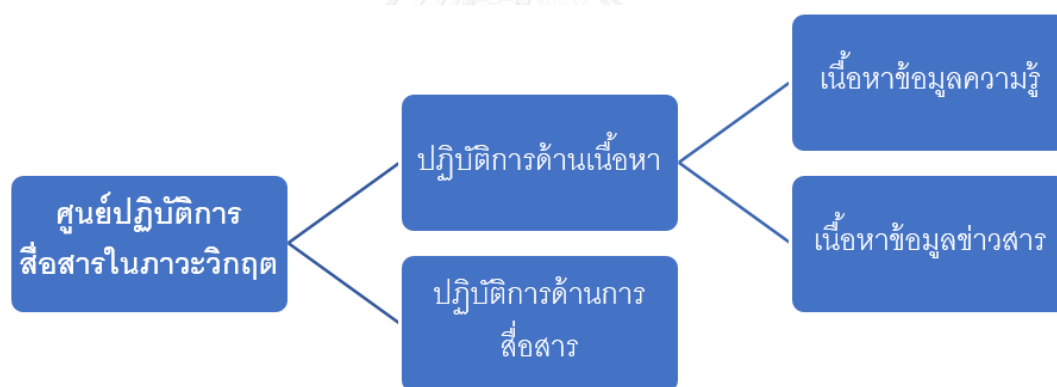 ศูนย์ปฏิบัติการ
สื่อสารในภาวะวิกฤต
ปฏิบัติการด้านเนื้อหา
ปฏิบัติการด้านการ
สื่อสาร
เนื้อหาข้อมูลความรู้
เนื้อหาข้อมูลข่าวสาร